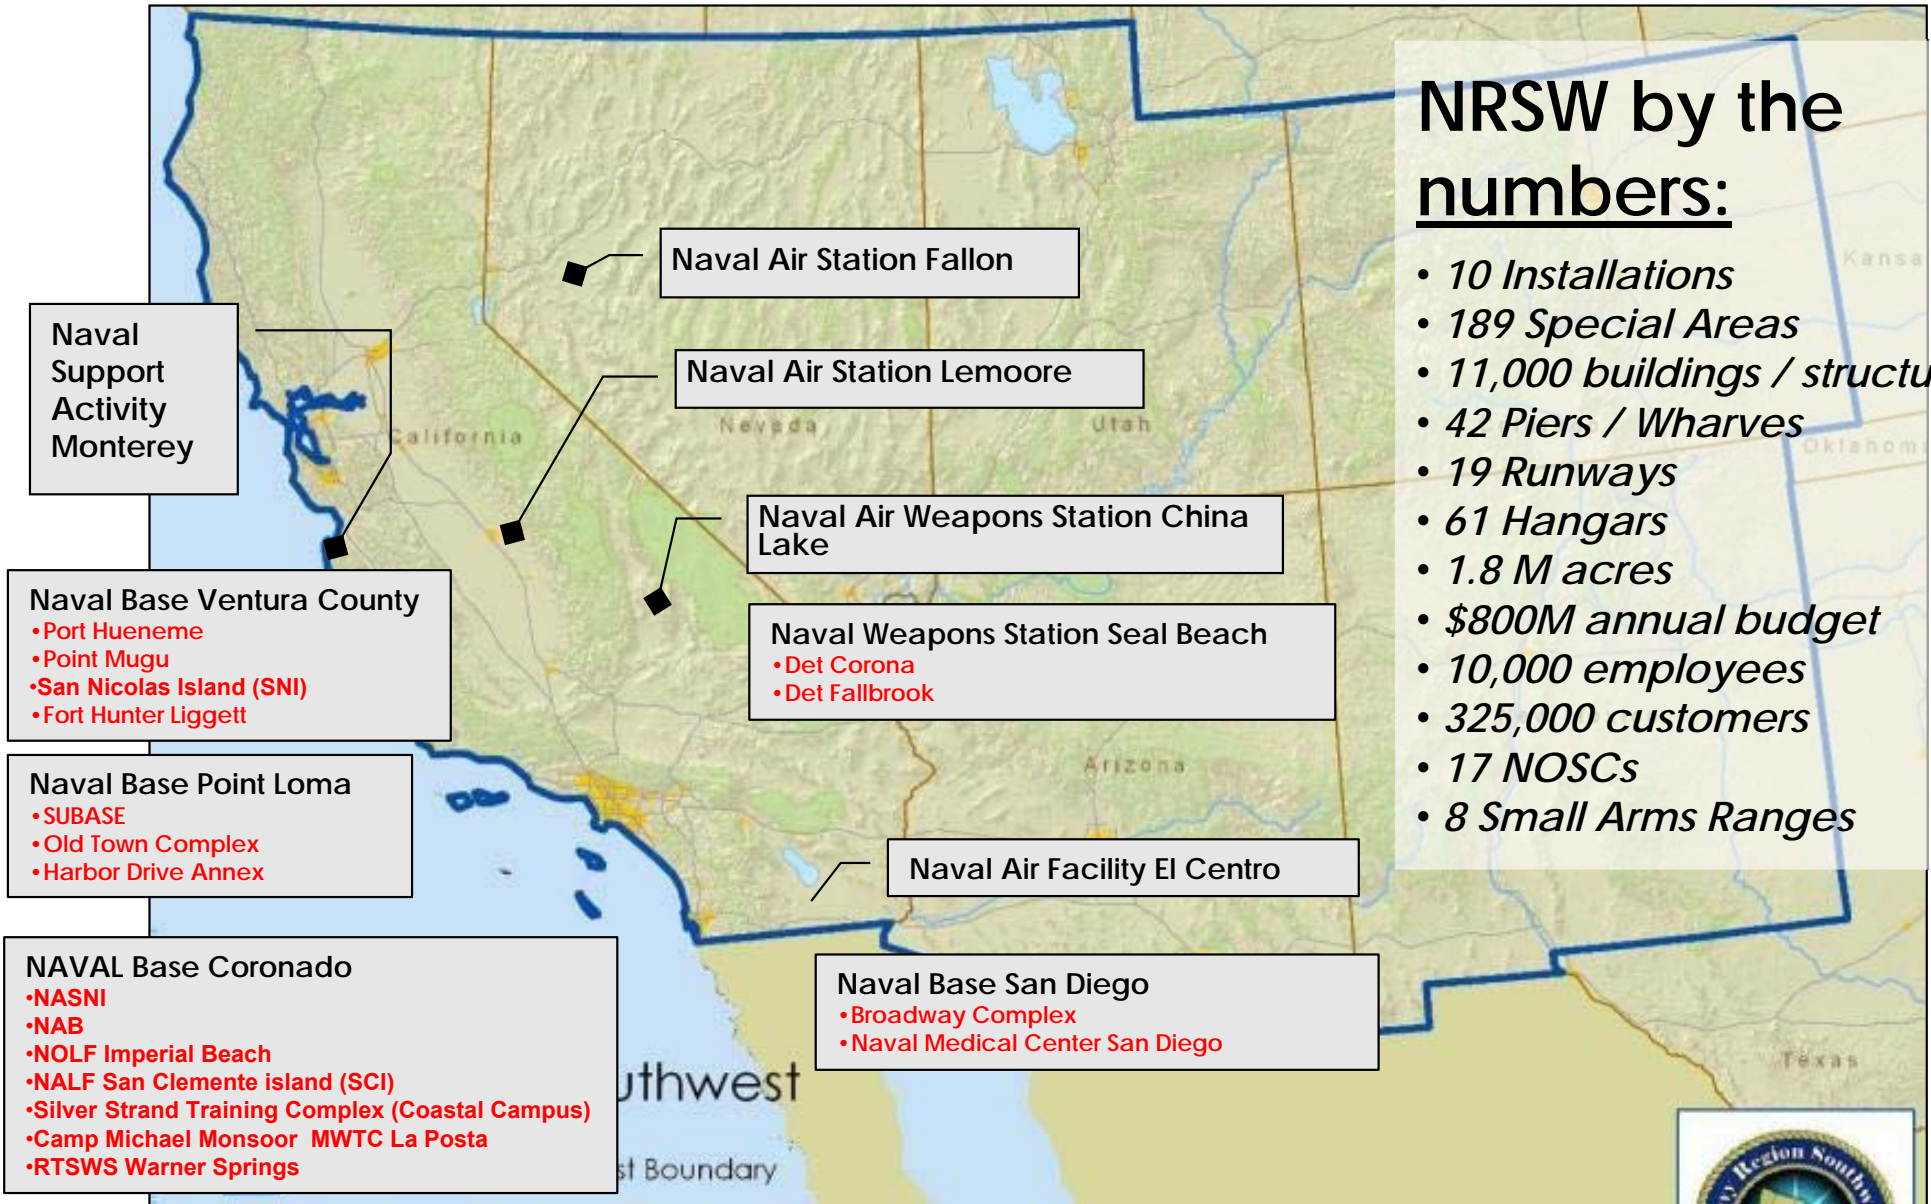 NRSW by the
numbers:
• 10 Installations
• 189 Special Areas
• 11,000 buildings / structu
• 42 Piers / Wharves
• 19 Runways
• 61 Hangars
• 1.8 M acres
• $800M annual budget
• 10,000 employees
• 325,000 customers
• 17 NOSCs
• 8 Small Arms Ranges
Naval Air Station Fallon
Naval
Support
Activity
Monterey
Naval Air Station Lemoore
California
Nevada
Utah
Kansa
Oklahom
Naval Air Weapons Station China
Lake
Naval Base Ventura County
•Port Hueneme
•Point Mugu
•San Nicolas Island (SNI)
•Fort Hunter Liggett
Naval Weapons Station Seal Beach
•Det Corona
•Det Fallbrook
Naval Base Point Loma
•SUBASE
•Old Town Complex
•Harbor Drive Annex
Arizona
Naval Air Facility El Centro
NAVAL Base Coronado
•NASNI
•NAB
•NOLF Imperial Beach
•NALF San Clemente island (SCI)
•Silver Strand Training Complex (Coastal Campus)
•Camp Michael Monsoor  MWTC La Posta
•RTSWS Warner Springs
Naval Base San Diego
•Broadway Complex
•Naval Medical Center San Diego
Texas
uthwest
st Boundary
y Region Southw